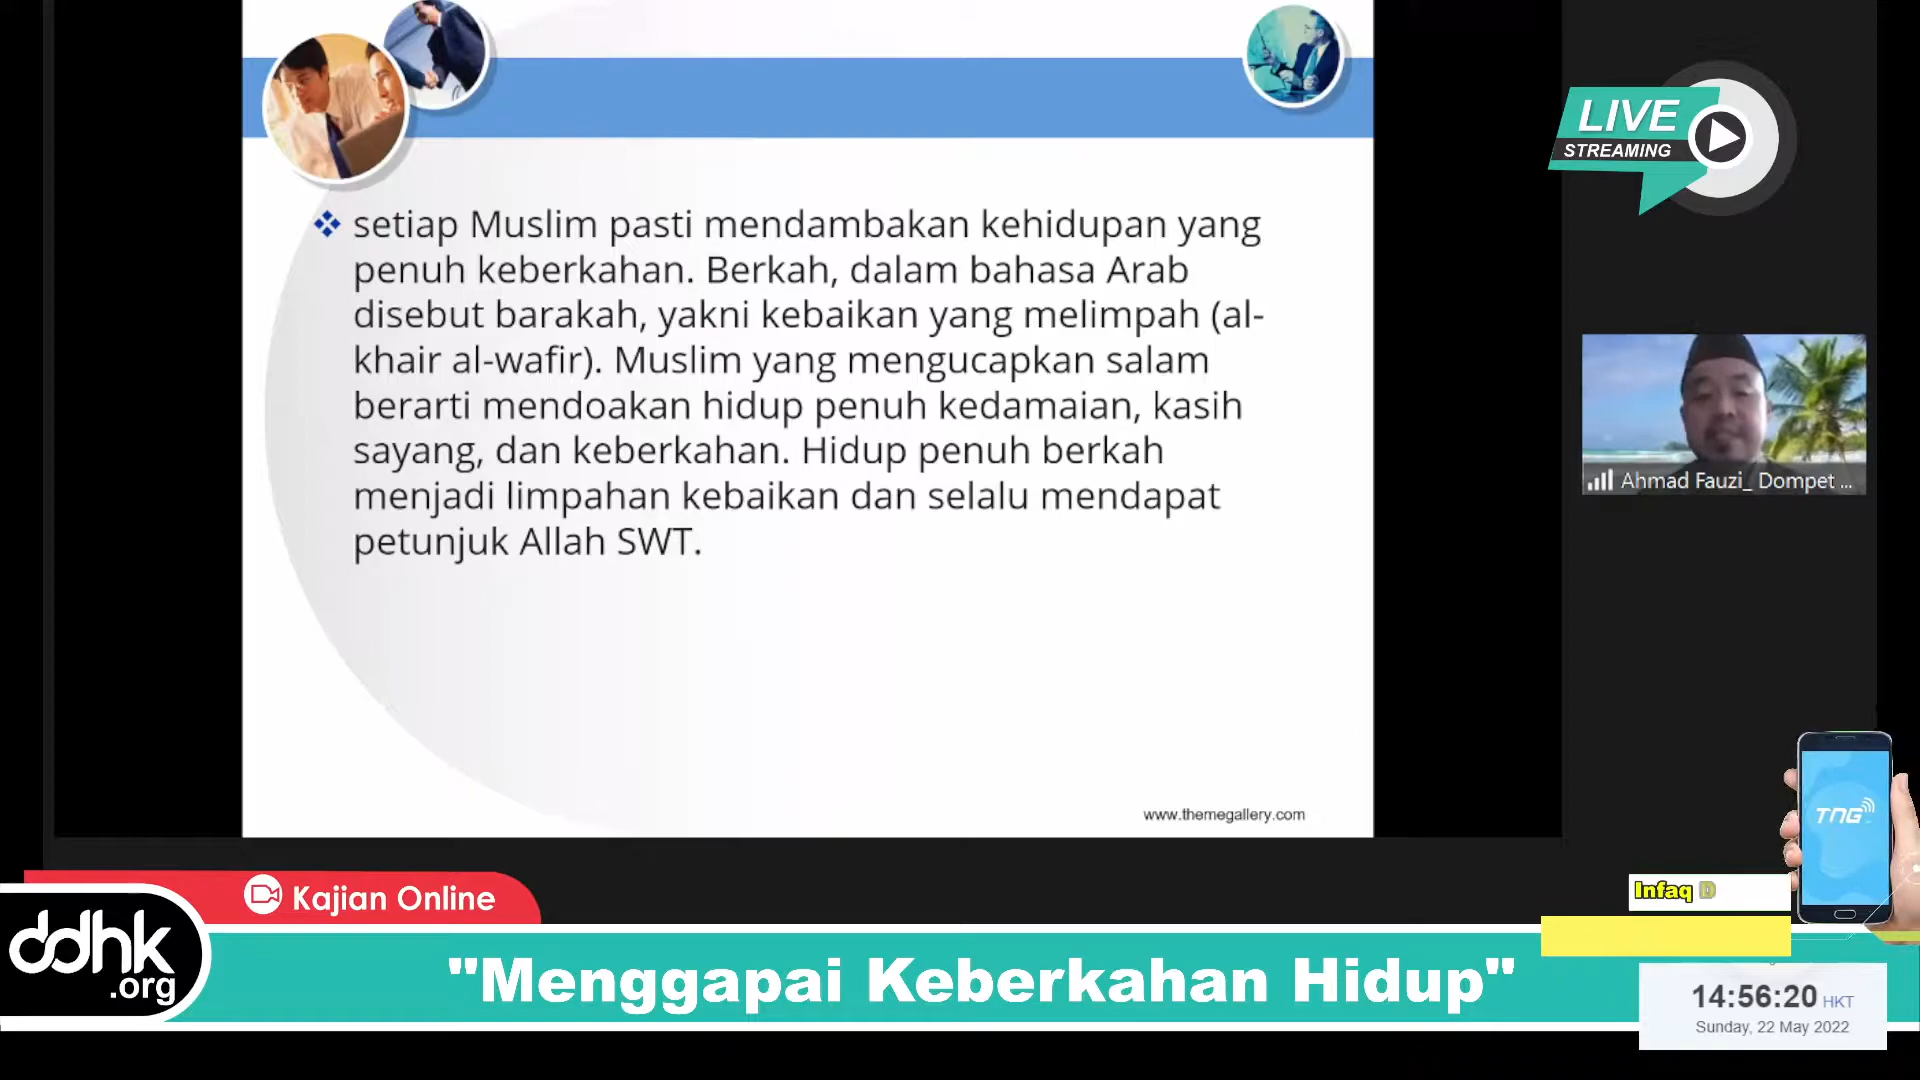 LIVE
STREAMING
setiap Muslim pasti mendambakan kehidupan yang
penuh keberkahan. Berkah, dalam bahasa Arab
disebut barakah, yakni kebaikan yang melimpah (al-
khair al-wafir). Muslim yang mengucapkan salam
berarti mendoakan hidup penuh kedamaian, kasih
sayang, dan keberkahan. Hidup penuh berkah
menjadi limpahan kebaikan dan selalu mendapat
petunjuk Allah SWT.
Ahmad Fauzi_ Dompet ...
www.themegallery.com
TNG
Kajian Online
Infaq D
ddhk
.org
"Menggapai Keberkahan Hidup"
14:56:20 HKT
Sunday, 22 May 2022